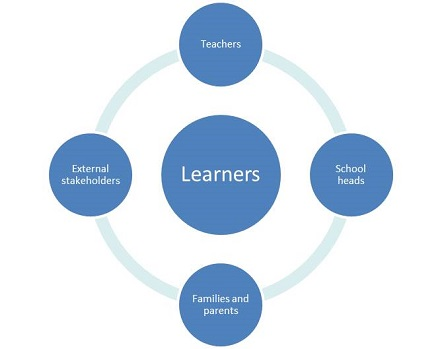 Teachers
External
stakeholders
Learners
School
heads
Families and
parents